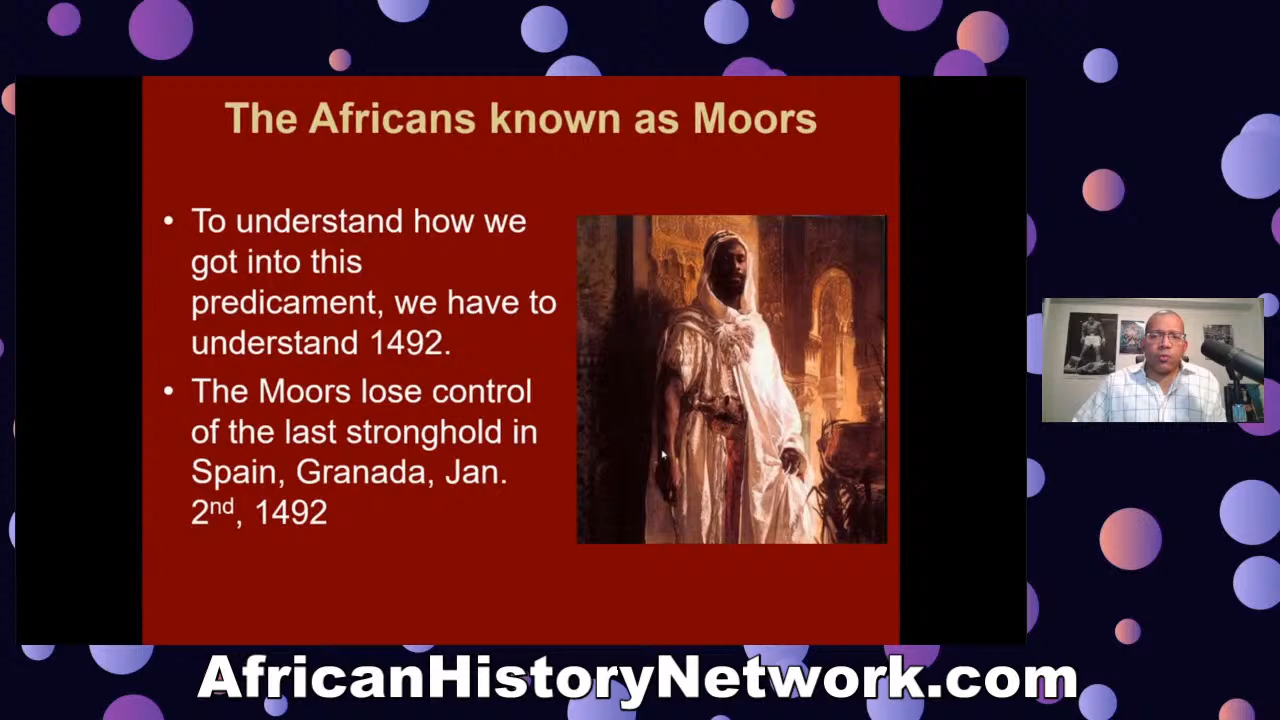 The Africans known as Moors
• To understand how we
got into this
predicament, we have to
understand 1492.
• The Moors lose control
of the last stronghold in
Spain, Granada, Jan.
2nd, 1492
AfricanHistoryNetwork.com